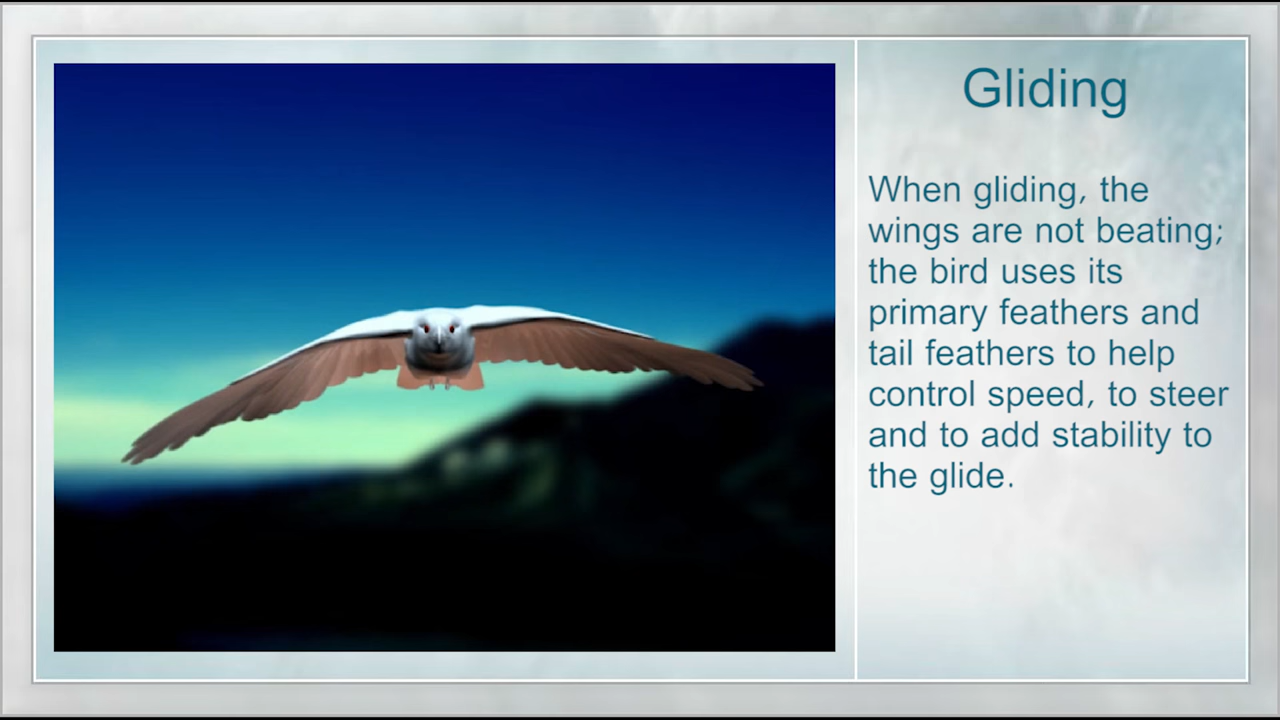 Gliding
When gliding, the
wings are not beating;
the bird uses its
primary feathers and
tail feathers to help
control speed, to steer
and to add stability to
the glide.